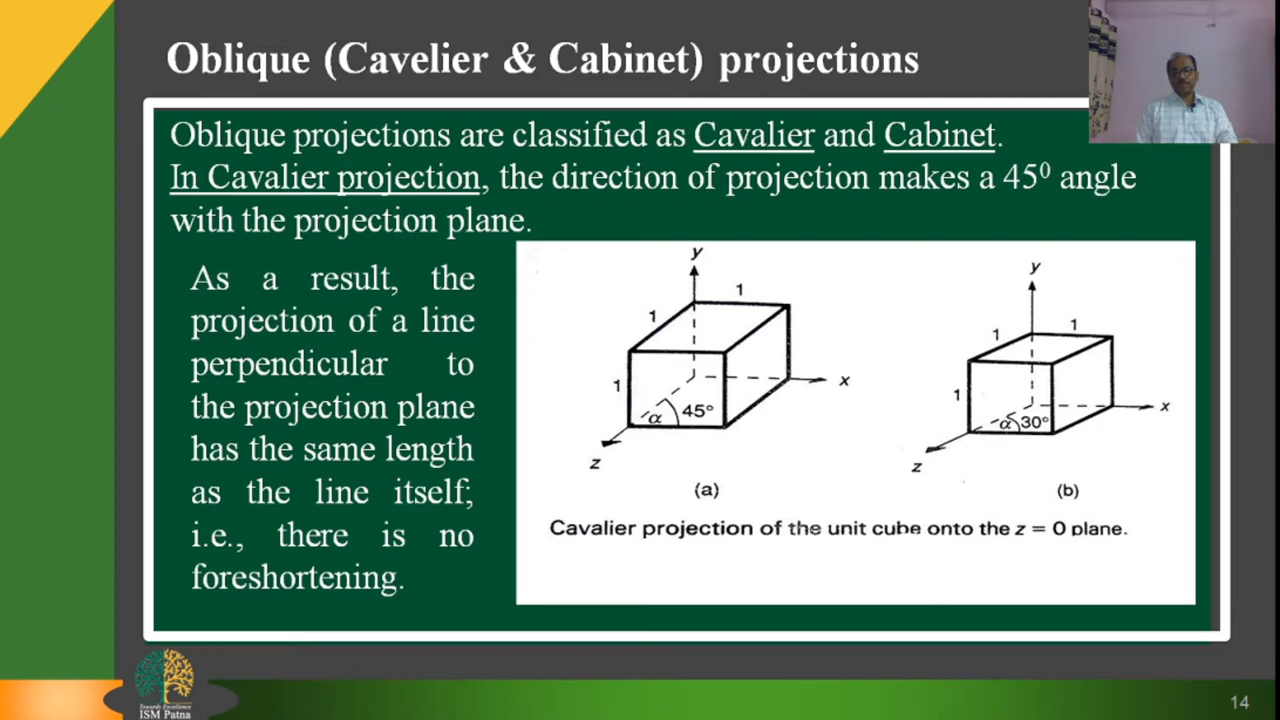 Oblique (Cavelier & Cabinet) projections
Oblique projections are classified as Cavalier and Cabinet.
In Cavalier projection, the direction of projection makes a 45⁰ angle
with the projection plane.
As a result, the
projection of a line
perpendicular to
the projection plane
has the same length
as the line itself;
i.e., there is no
foreshortening.
y
1
1
1
α 45°
x
z
(a)
y
1
1
1
α 30°
x
z
(b)
Cavalier projection of the unit cube onto the z = 0 plane.
Towards Excellence
ISM Patna
14